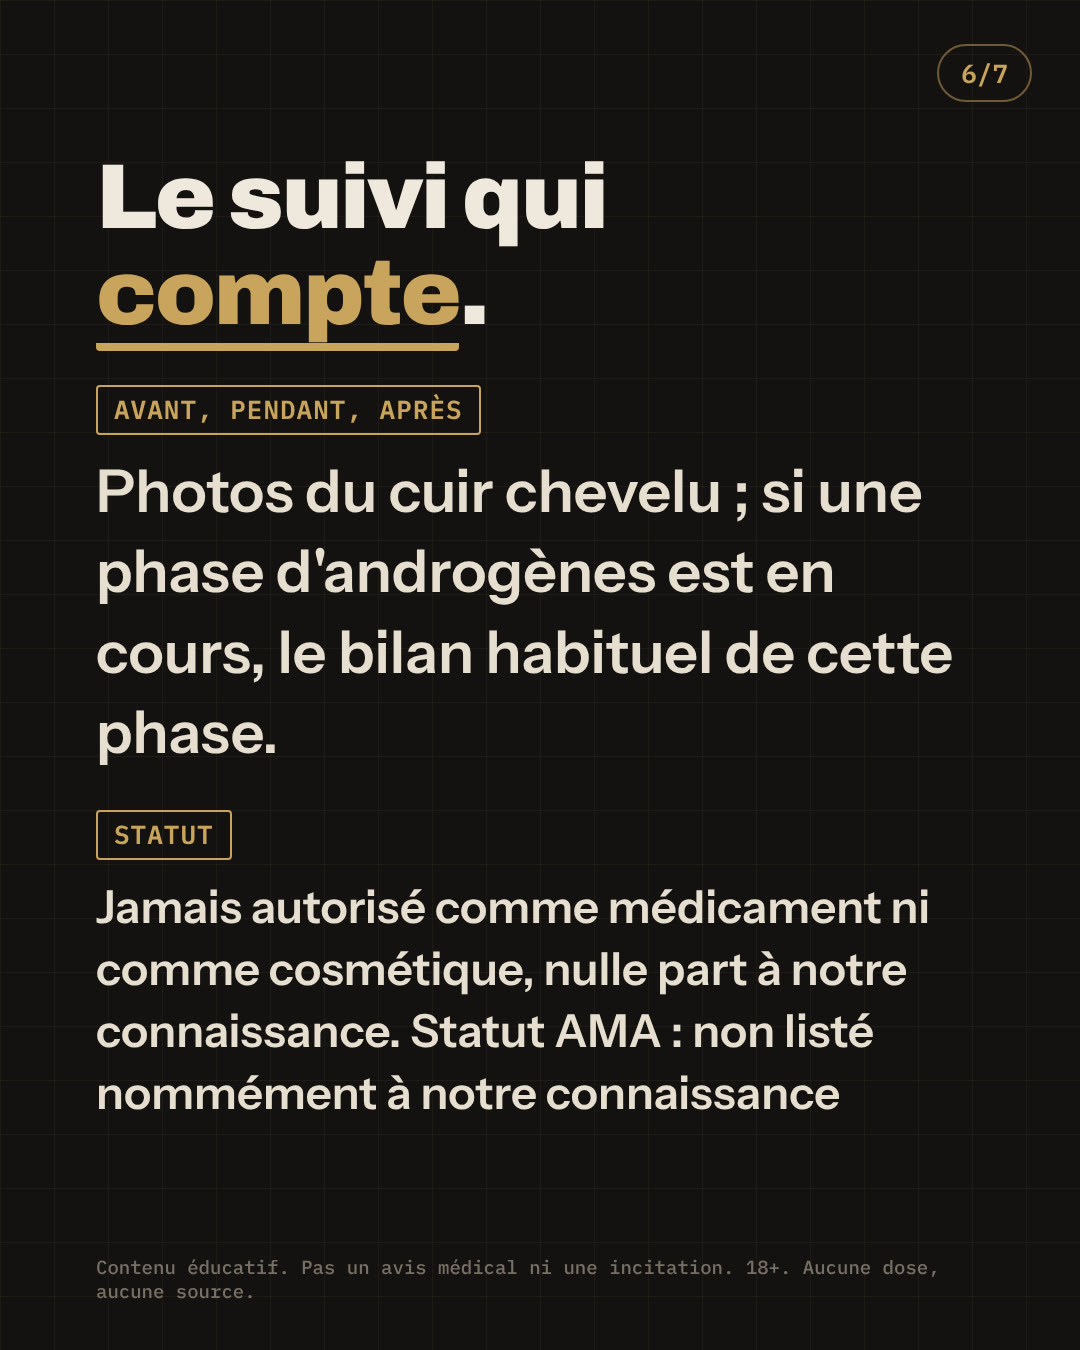 6/7
Le suivi qui
compte.
AVANT, PENDANT, APRÈS
Photos du cuir chevelu ; si une
phase d'androgènes est en
cours, le bilan habituel de cette
phase.
STATUT
Jamais autorisé comme médicament ni
comme cosmétique, nulle part à notre
connaissance. Statut AMA : non listé
nommément à notre connaissance
Contenu éducatif. Pas un avis médical ni une incitation. 18+. Aucune dose,
aucune source.